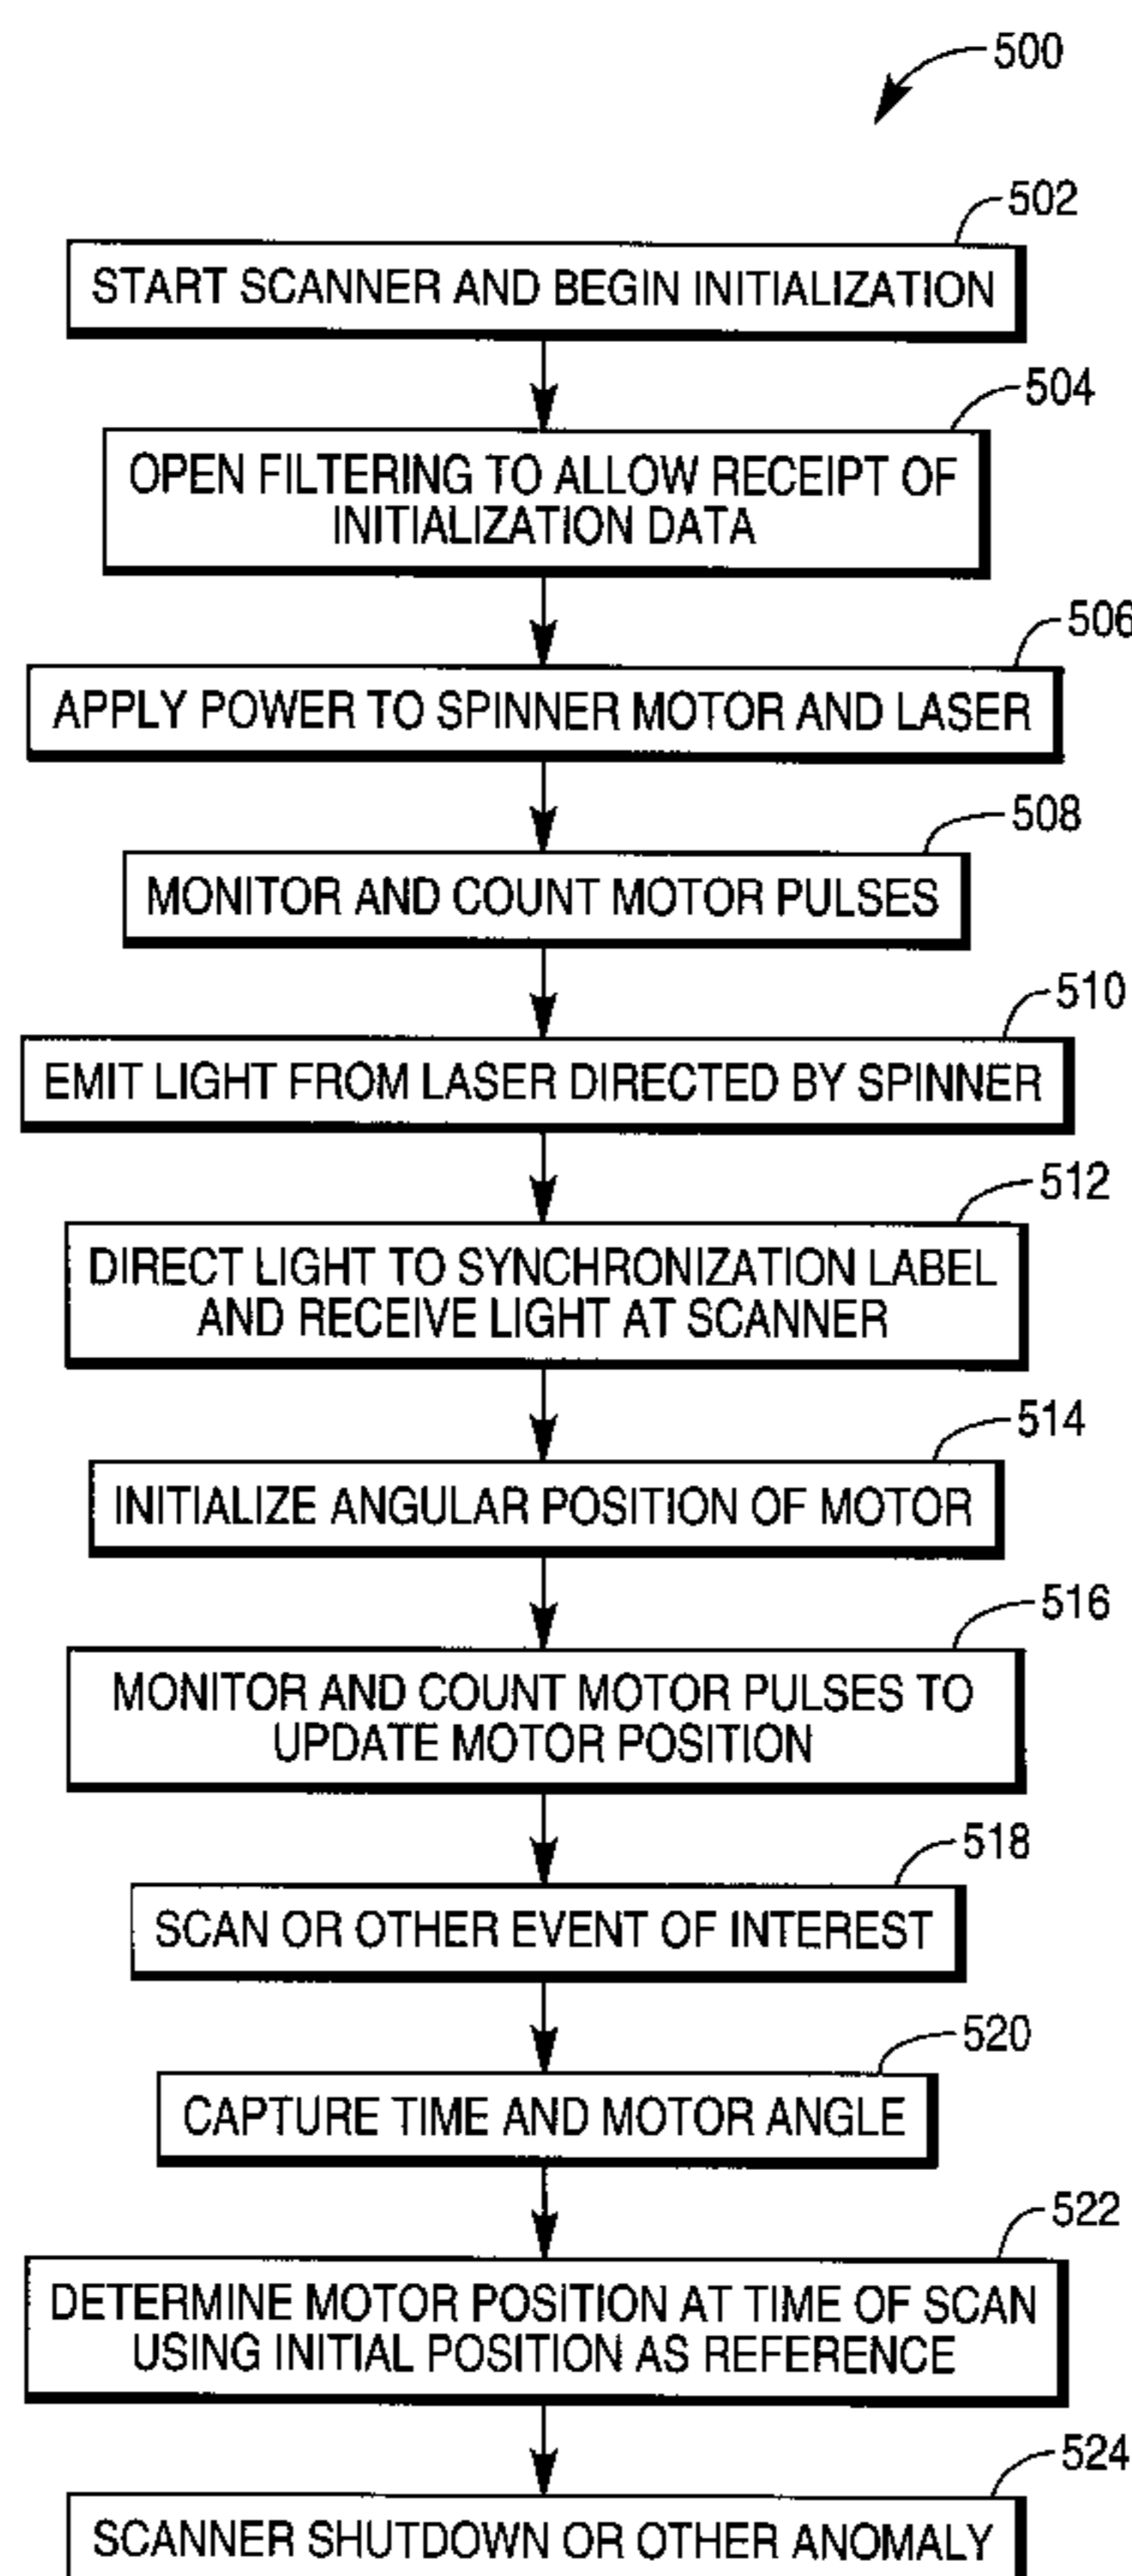 500
502
START SCANNER AND BEGIN INITIALIZATION
504
OPEN FILTERING TO ALLOW RECEIPT OF
INITIALIZATION DATA
506
APPLY POWER TO SPINNER MOTOR AND LASER
508
MONITOR AND COUNT MOTOR PULSES
510
EMIT LIGHT FROM LASER DIRECTED BY SPINNER
512
DIRECT LIGHT TO SYNCHRONIZATION LABEL
AND RECEIVE LIGHT AT SCANNER
514
INITIALIZE ANGULAR POSITION OF MOTOR
516
MONITOR AND COUNT MOTOR PULSES TO
UPDATE MOTOR POSITION
518
SCAN OR OTHER EVENT OF INTEREST
520
CAPTURE TIME AND MOTOR ANGLE
522
DETERMINE MOTOR POSITION AT TIME OF SCAN
USING INITIAL POSITION AS REFERENCE
524
SCANNER SHUTDOWN OR OTHER ANOMALY